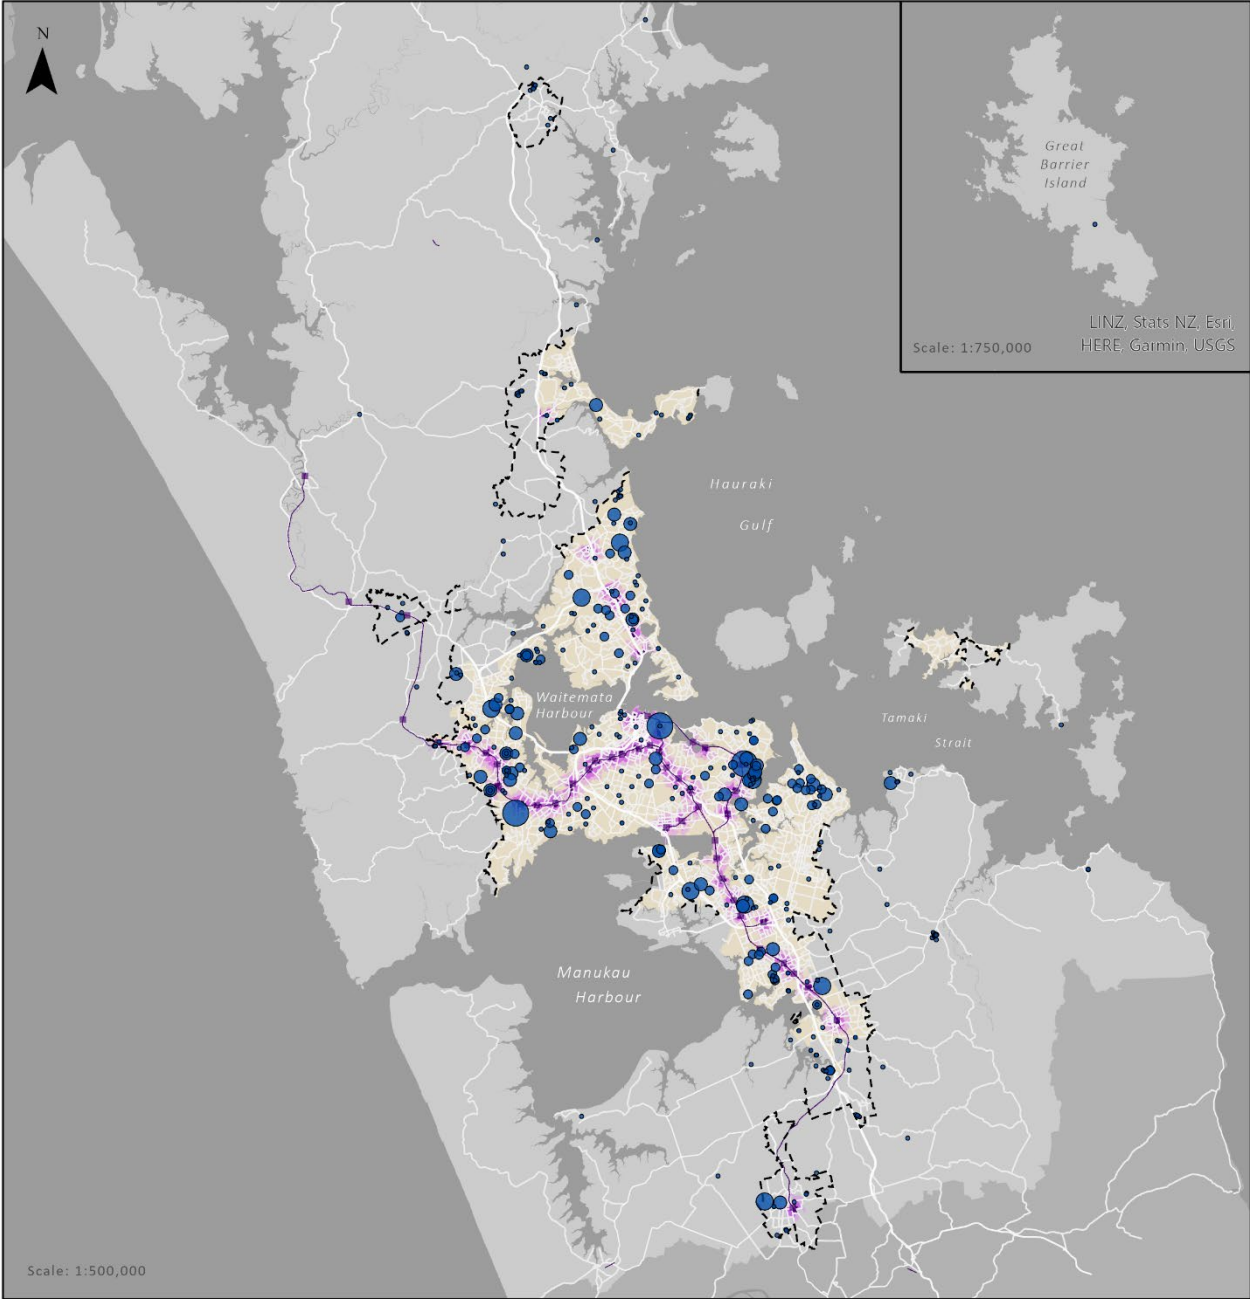 N
Great
Barrier
Island
LINZ, Stats NZ, Esri,
HERE, Garmin, USGS
Scale: 1:750,000
Hauraki
Gulf
Waitemata
Harbour
Tamaki
Strait
Manukau
Harbour
Scale: 1:500,000